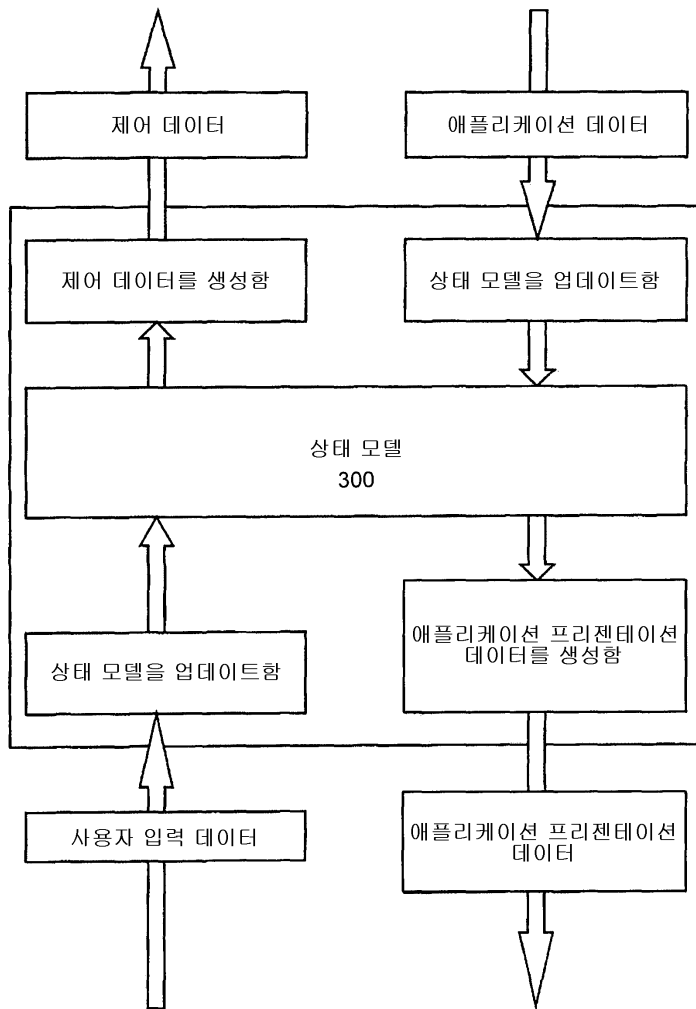 제어 데이터
애플리케이션 데이터
제어 데이터를 생성함
상태 모델을 업데이트함
상태 모델
300
애플리케이션 프리젠테이션
데이터를 생성함
상태 모델을 업데이트함
사용자 입력 데이터
애플리케이션 프리젠테이션
데이터